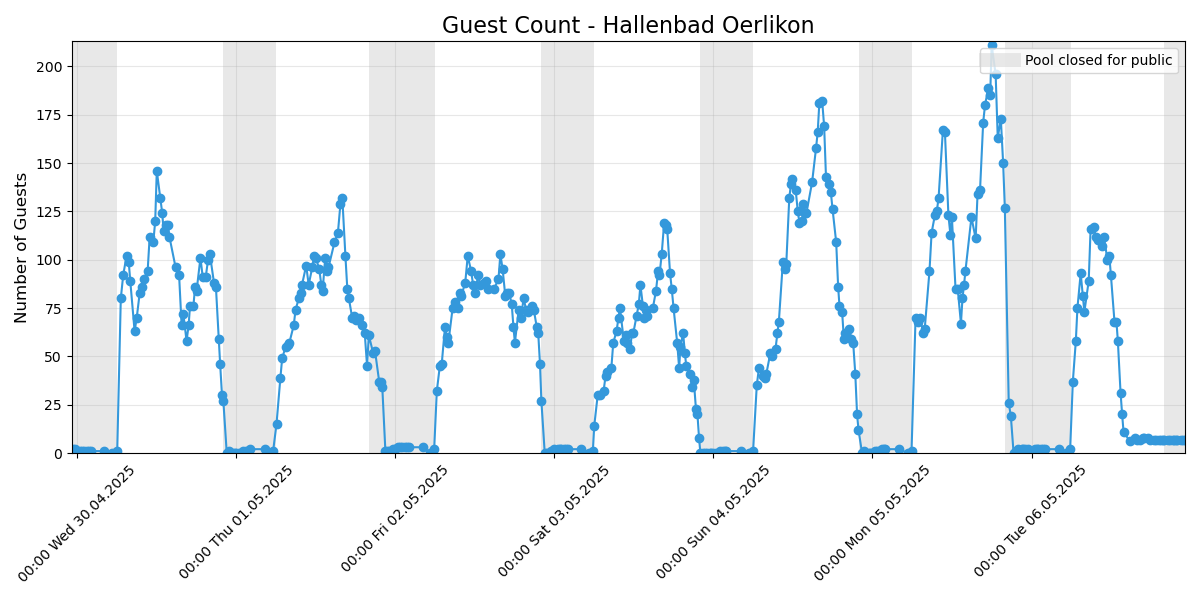 Guest Count - Hallenbad Oerlikon
Pool closed for public
Number of Guests
200
175
150
125
100
75
50
25
0
00:00 Wed 30.04.2025
00:00 Thu 01.05.2025
00:00 Fri 02.05.2025
00:00 Sat 03.05.2025
00:00 Sun 04.05.2025
00:00 Mon 05.05.2025
00:00 Tue 06.05.2025